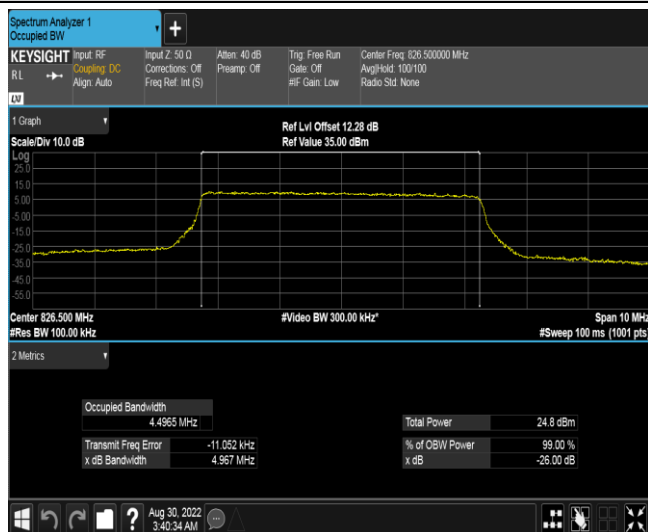 Spectrum Analyzer 1
Occupied BW
KEYSIGHT Input: RF Input Z: 50 Ω Atten: 40 dB Trig: Free Run Center Freq: 826.500000 MHz
RL Coupling: DC Corrections: Off Preamp: Off Gate: Off Avg|Hold: 100/100
Align: Auto Freq Ref: Int (S) #IF Gain: Low Radio Std: None
LXI
1 Graph Ref Lvl Offset 12.28 dB
Scale/Div 10.0 dB Ref Value 35.00 dBm
Log
25.0
15.0
5.00
-5.00
-15.0
-25.0
-35.0
-45.0
-55.0
Center 826.500 MHz #Video BW 300.00 kHz* Span 10 MHz
#Res BW 100.00 kHz #Sweep 100 ms (1001 pts)
2 Metrics
Occupied Bandwidth
4.4965 MHz Total Power 24.8 dBm
Transmit Freq Error -11.052 kHz % of OBW Power 99.00 %
x dB Bandwidth 4.967 MHz x dB -26.00 dB
? Aug 30, 2022
3:40:34 AM